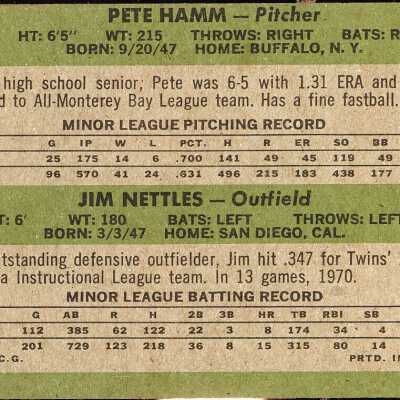 PETE HAMM — Pitcher
HT: 6'5" WT: 215 THROWS: RIGHT BATS: R
BORN: 9/20/47 HOME: BUFFALO, N. Y.
high school senior, Pete was 6-5 with 1.31 ERA and
d to All-Monterey Bay League team. Has a fine fastball.
MINOR LEAGUE PITCHING RECORD
G IP W L PCT. H R ER SO BB
25 175 14 6 .700 141 49 45 119 49
96 570 41 24 .631 496 215 183 438 177
JIM NETTLES — Outfield
T: 6' WT: 180 BATS: LEFT THROWS: LEFT
BORN: 3/3/47 HOME: SAN DIEGO, CAL.
tstanding defensive outfielder, Jim hit .347 for Twins'
a Instructional League team. In 13 games, 1970.
MINOR LEAGUE BATTING RECORD
G AB R H 2B 3B HR TB RBI SB
112 385 62 122 22 3 8 174 34 4
201 729 123 218 36 8 15 315 80 14
C.G. PRTD. IN